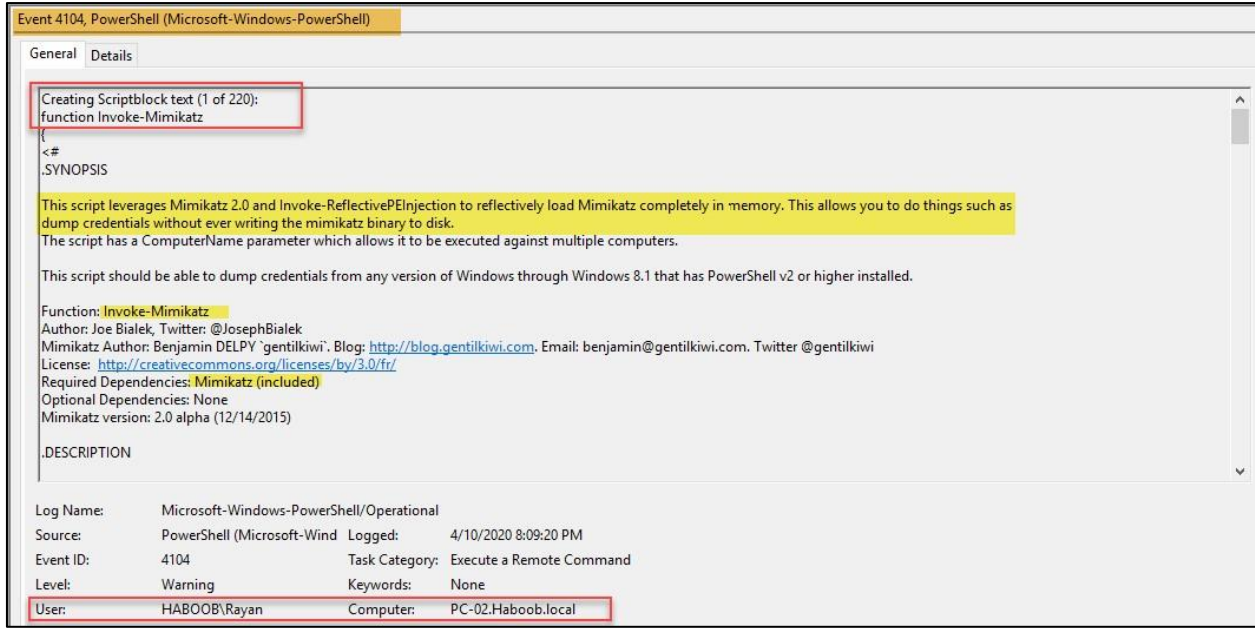 Event 4104, PowerShell (Microsoft-Windows-PowerShell)
General Details
Creating Scriptblock text (1 of 220):
function Invoke-Mimikatz
{
<#
.SYNOPSIS
This script leverages Mimikatz 2.0 and Invoke-ReflectivePEInjection to reflectively load Mimikatz completely in memory. This allows you to do things such as
dump credentials without ever writing the mimikatz binary to disk.
The script has a ComputerName parameter which allows it to be executed against multiple computers.
This script should be able to dump credentials from any version of Windows through Windows 8.1 that has PowerShell v2 or higher installed.
Function: Invoke-Mimikatz
Author: Joe Bialek, Twitter: @JosephBialek
Mimikatz Author: Benjamin DELPY `gentilkiwi`. Blog: http://blog.gentilkiwi.com. Email: benjamin@gentilkiwi.com. Twitter @gentilkiwi
License: http://creativecommons.org/licenses/by/3.0/fr/
Required Dependencies: Mimikatz (included)
Optional Dependencies: None
Mimikatz version: 2.0 alpha (12/14/2015)
.DESCRIPTION
Log Name: Microsoft-Windows-PowerShell/Operational
Source: PowerShell (Microsoft-Wind Logged: 4/10/2020 8:09:20 PM
Event ID: 4104 Task Category: Execute a Remote Command
Level: Warning Keywords: None
User: HABOOB\Rayan Computer: PC-02.Haboob.local